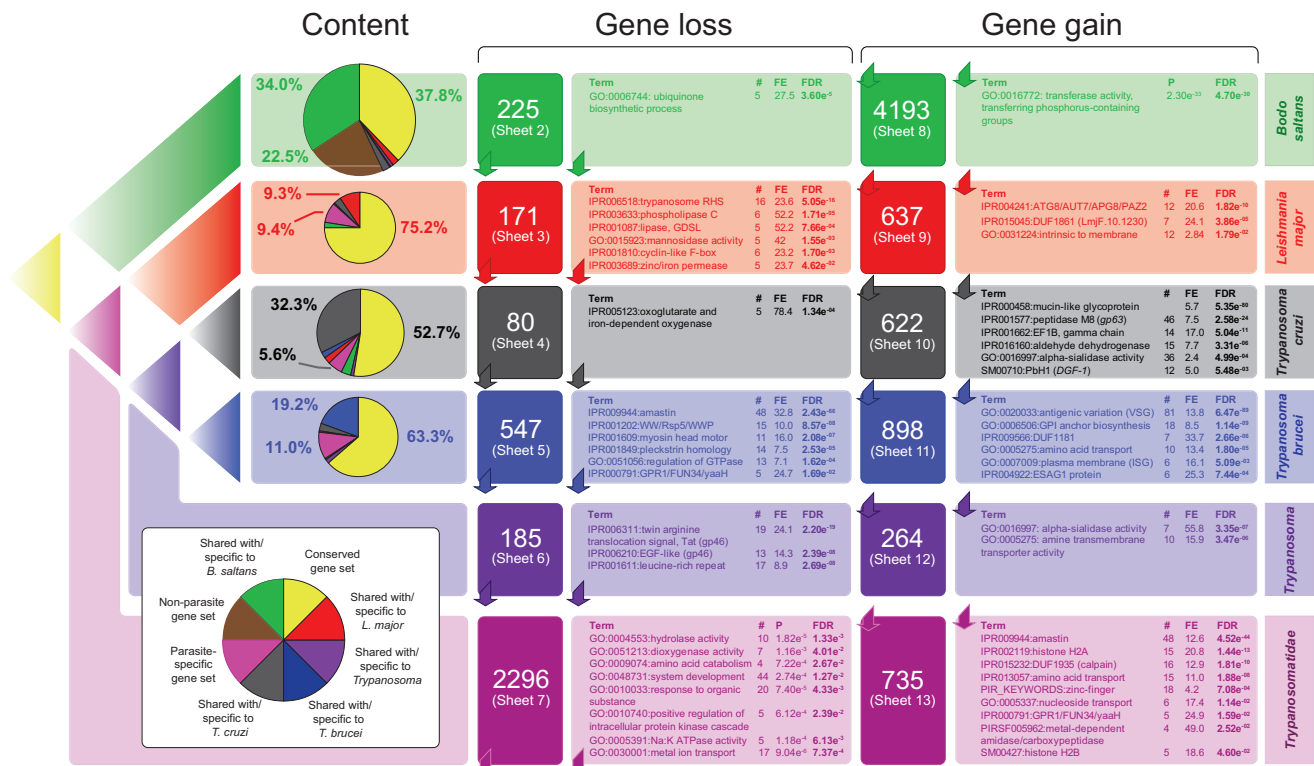 Content
Gene loss
Gene gain
34.0%
37.8%
22.5%
225
(Sheet 2)
Term # FE FDR
GO:0006744: ubiquinone 5 27.5 3.60e-5
biosynthetic process
4193
(Sheet 8)
Term P FDR
GO:0016772: transferase activity, 2.30e-33 4.70e-30
transferring phosphorus-containing
groups
Bodo
saltans
9.3%
9.4%
75.2%
171
(Sheet 3)
Term # FE FDR
IPR006518:trypanosome RHS 16 23.6 5.05e-16
IPR003633:phospholipase C 6 52.2 1.71e-05
IPR001087:lipase, GDSL 5 52.2 7.66e-04
GO:0015923:mannosidase activity 5 42 1.55e-03
IPR001810:cyclin-like F-box 6 23.2 1.70e-03
IPR003689:zinc/iron permease 5 23.7 4.62e-02
637
(Sheet 9)
Term # FE FDR
IPR004241:ATG8/AUT7/APG8/PAZ2 12 20.6 1.82e-10
IPR015045:DUF1861 (LmjF.10.1230) 7 24.1 3.86e-05
GO:0031224:intrinsic to membrane 12 2.84 1.79e-02
Leishmania
major
32.3%
52.7%
5.6%
80
(Sheet 4)
Term # FE FDR
IPR005123:oxoglutarate and 5 78.4 1.34e-04
iron-dependent oxygenase
622
(Sheet 10)
Term # FE FDR
IPR000458:mucin-like glycoprotein 5.7 5.35e-80
IPR001577:peptidase M8 (gp63) 46 7.5 2.58e-24
IPR001662:EF1B, gamma chain 14 17.0 5.04e-11
IPR016160:aldehyde dehydrogenase 15 7.7 3.31e-06
GO:0016997:alpha-sialidase activity 36 2.4 4.99e-04
SM00710:PbH1 (DGF-1) 12 5.0 5.48e-03
Trypanosoma
cruzi
19.2%
11.0%
63.3%
547
(Sheet 5)
Term # FE FDR
IPR009944:amastin 48 32.8 2.43e-66
IPR001202:WW/Rsp5/WWP 15 10.0 8.57e-08
IPR001609:myosin head motor 11 16.0 2.08e-07
IPR001849:pleckstrin homology 14 7.5 2.53e-05
GO:0051056:regulation of GTPase 13 7.1 1.62e-04
IPR000791:GPR1/FUN34/yaaH 5 24.7 1.69e-02
898
(Sheet 11)
Term # FE FDR
GO:0020033:antigenic variation (VSG) 81 13.8 6.47e-89
GO:0006506:GPI anchor biosynthesis 18 8.5 1.14e-09
IPR009566:DUF1181 7 33.7 2.66e-06
GO:0005275:amino acid transport 10 13.4 1.80e-05
GO:0007009:plasma membrane (ISG) 6 16.1 5.09e-03
IPR004922:ESAG1 protein 6 25.3 7.44e-04
Trypanosoma
brucei
185
(Sheet 6)
Term # FE FDR
IPR006311:twin arginine 19 24.1 2.20e-19
translocation signal, Tat (gp46)
IPR006210:EGF-like (gp46) 13 14.3 2.39e-08
IPR001611:leucine-rich repeat 17 8.9 2.69e-08
264
(Sheet 12)
Term # FE FDR
GO:0016997: alpha-sialidase activity 7 55.8 3.35e-07
GO:0005275: amine transmembrane 10 15.9 3.47e-06
transporter activity
Trypanosoma
Shared with/
specific to
B. saltans
Conserved
gene set
Non-parasite
gene set
Shared with/
specific to
L. major
Parasite-
specific
gene set
Shared with/
specific to
Trypanosoma
Shared with/
specific to
T. cruzi
Shared with/
specific to
T. brucei
2296
(Sheet 7)
Term # P FDR
GO:0004553:hydrolase activity 10 1.82e-5 1.33e-3
GO:0051213:dioxygenase activity 7 1.16e-3 4.01e-2
GO:0009074:amino acid catabolism 4 7.22e-4 2.67e-2
GO:0048731:system development 44 2.74e-4 1.27e-2
GO:0010033:response to organic 20 7.40e-5 4.33e-3
substance
GO:0010740:positive regulation of 5 6.12e-4 2.39e-2
intracellular protein kinase cascade
GO:0005391:Na:K ATPase activity 5 1.18e-4 6.13e-3
GO:0030001:metal ion transport 17 9.04e-6 7.37e-4
735
(Sheet 13)
Term # FE FDR
IPR009944:amastin 48 12.6 4.52e-44
IPR002119:histone H2A 15 20.8 1.44e-13
IPR015232:DUF1935 (calpain) 16 12.9 1.81e-10
IPR013057:amino acid transport 15 11.0 1.88e-08
PIR_KEYWORDS:zinc-finger 18 4.2 7.08e-04
GO:0005337:nucleoside transport 6 17.4 1.14e-02
IPR000791:GPR1/FUN34/yaaH 5 24.9 1.59e-02
PIRSF005962:metal-dependent 4 49.0 2.52e-02
amidase/carboxypeptidase
SM00427:histone H2B 5 18.6 4.60e-02
Trypanosomatidae